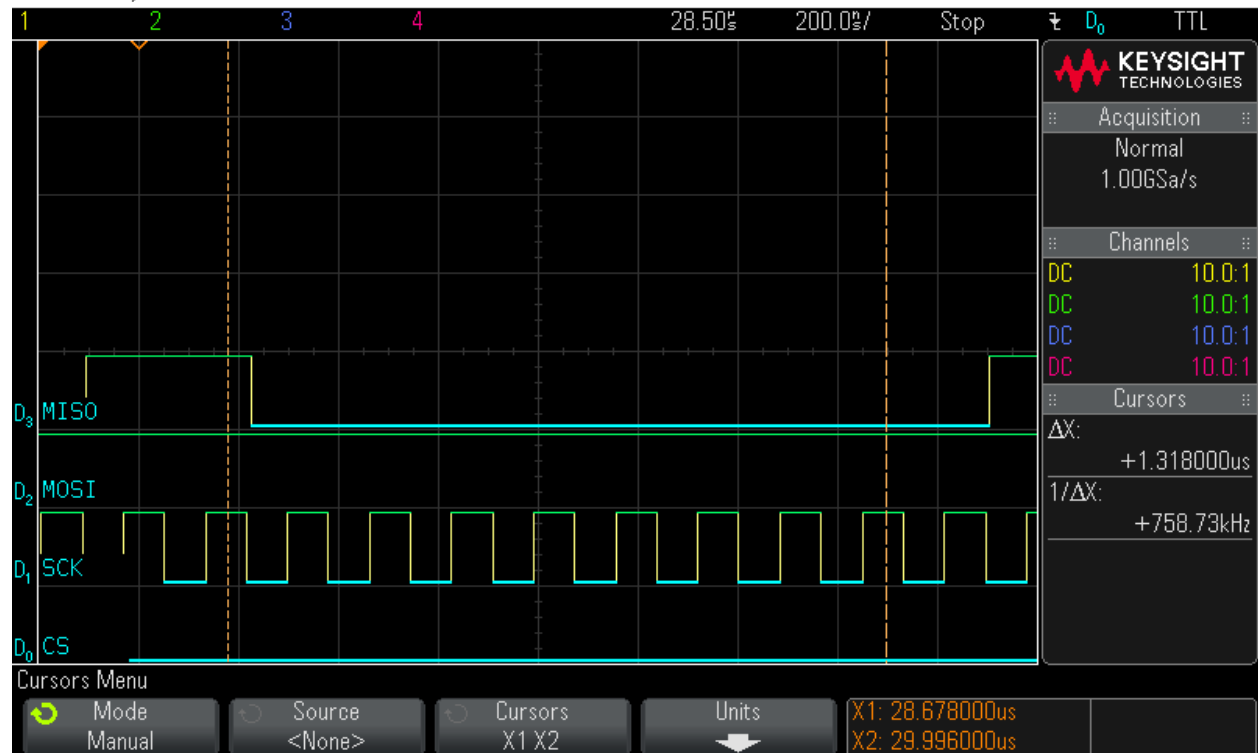 1 2 3 4 28.50us 200.0ns/ Stop D0 TTL
KEYSIGHT
TECHNOLOGIES
Acquisition
Normal
1.00GSa/s
Channels
DC 10.0:1
DC 10.0:1
DC 10.0:1
DC 10.0:1
Cursors
ΔX:
+1.318000us
1/ΔX:
+758.73kHz
D3 MISO
D2 MOSI
D1 SCK
D0 CS
Cursors Menu
Mode
Manual
Source
<None>
Cursors
X1 X2
Units
X1: 28.678000us
X2: 29.996000us